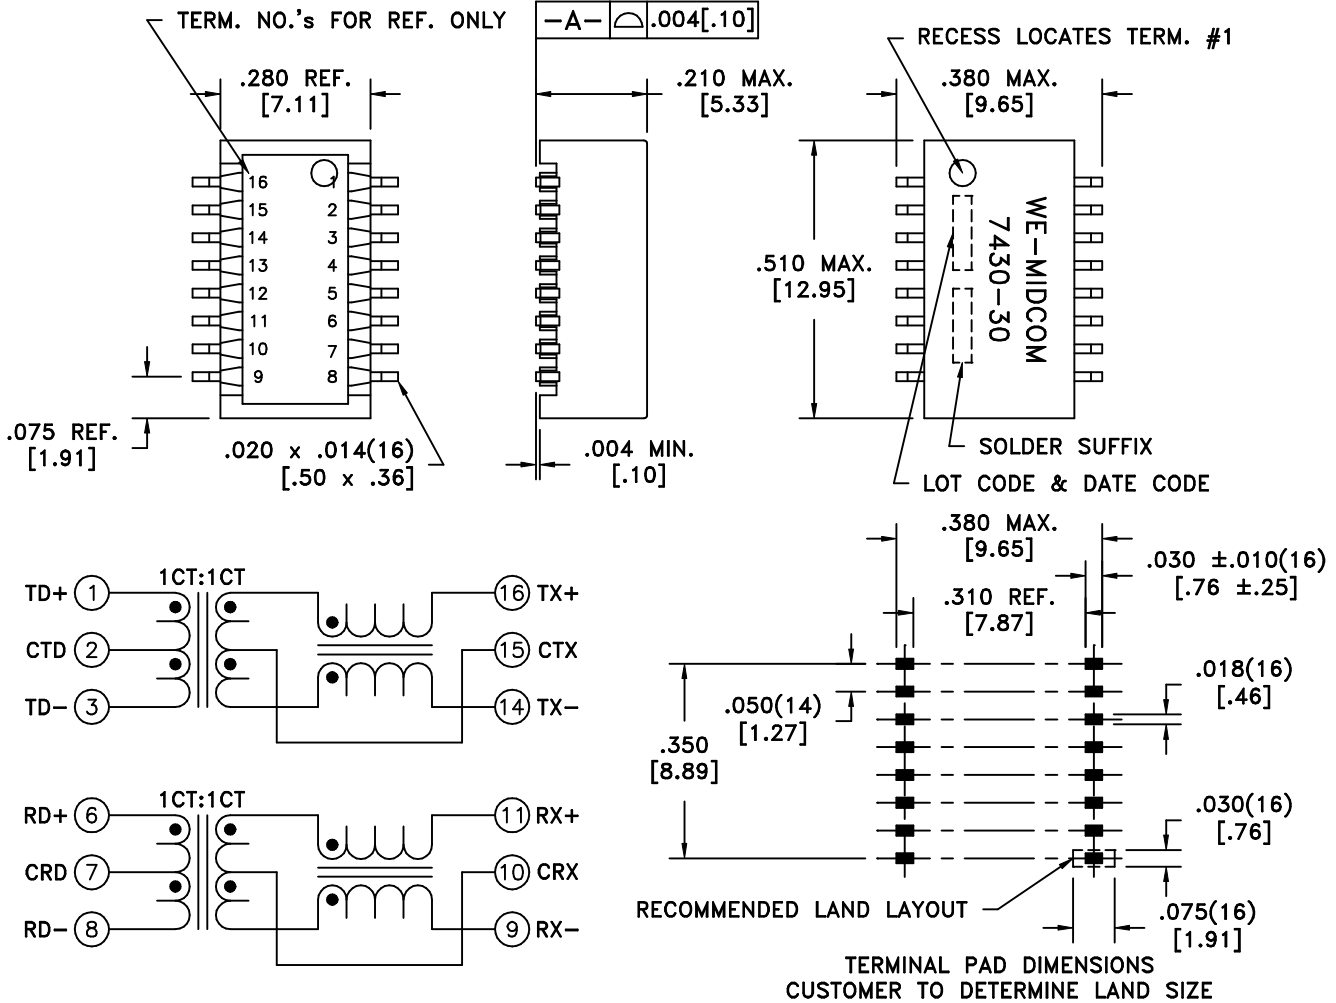 TERM. NO.'s FOR REF. ONLY
-A- .004[.10]
RECESS LOCATES TERM. #1
.280 REF.
[7.11]
.210 MAX.
[5.33]
.380 MAX.
[9.65]
16 1
15 2
14 3
13 4
12 5
11 6
10 7
9 8
WE-MIDCOM
7430-30
.510 MAX.
[12.95]
.075 REF.
[1.91]
.020 x .014(16)
[.50 x .36]
.004 MIN.
[.10]
SOLDER SUFFIX
LOT CODE & DATE CODE
1CT:1CT
TD+ 1
CTD 2
TD- 3
16 TX+
15 CTX
14 TX-
1CT:1CT
RD+ 6
CRD 7
RD- 8
11 RX+
10 CRX
9 RX-
.380 MAX.
[9.65]
.030 ±.010(16)
[.76 ±.25]
.310 REF.
[7.87]
.018(16)
[.46]
.050(14)
[1.27]
.350
[8.89]
.030(16)
[.76]
RECOMMENDED LAND LAYOUT
.075(16)
[1.91]
TERMINAL PAD DIMENSIONS
CUSTOMER TO DETERMINE LAND SIZE